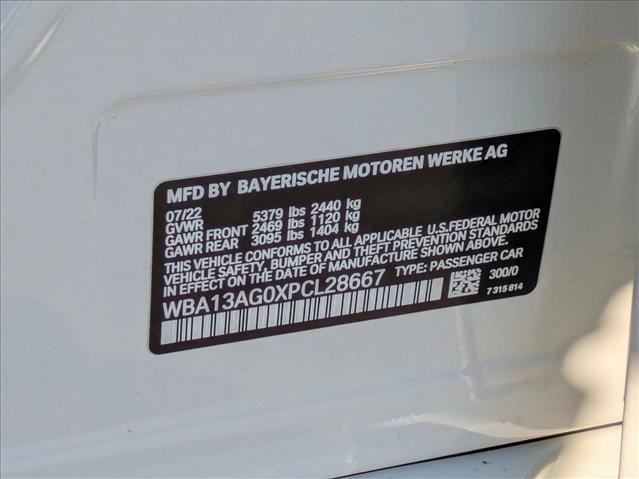 MFD BY BAYERISCHE MOTOREN WERKE AG
07/22
GVWR 5379 lbs 2440 kg
GAWR FRONT 2469 lbs 1120 kg
GAWR REAR 3095 lbs 1404 kg
THIS VEHICLE CONFORMS TO ALL APPLICABLE U.S.FEDERAL MOTOR
VEHICLE SAFETY, BUMPER AND THEFT PREVENTION STANDARDS
IN EFFECT ON THE DATE OF MANUFACTURE SHOWN ABOVE.
WBA13AG0XPCL28667 TYPE: PASSENGER CAR
300/0
7 315 814